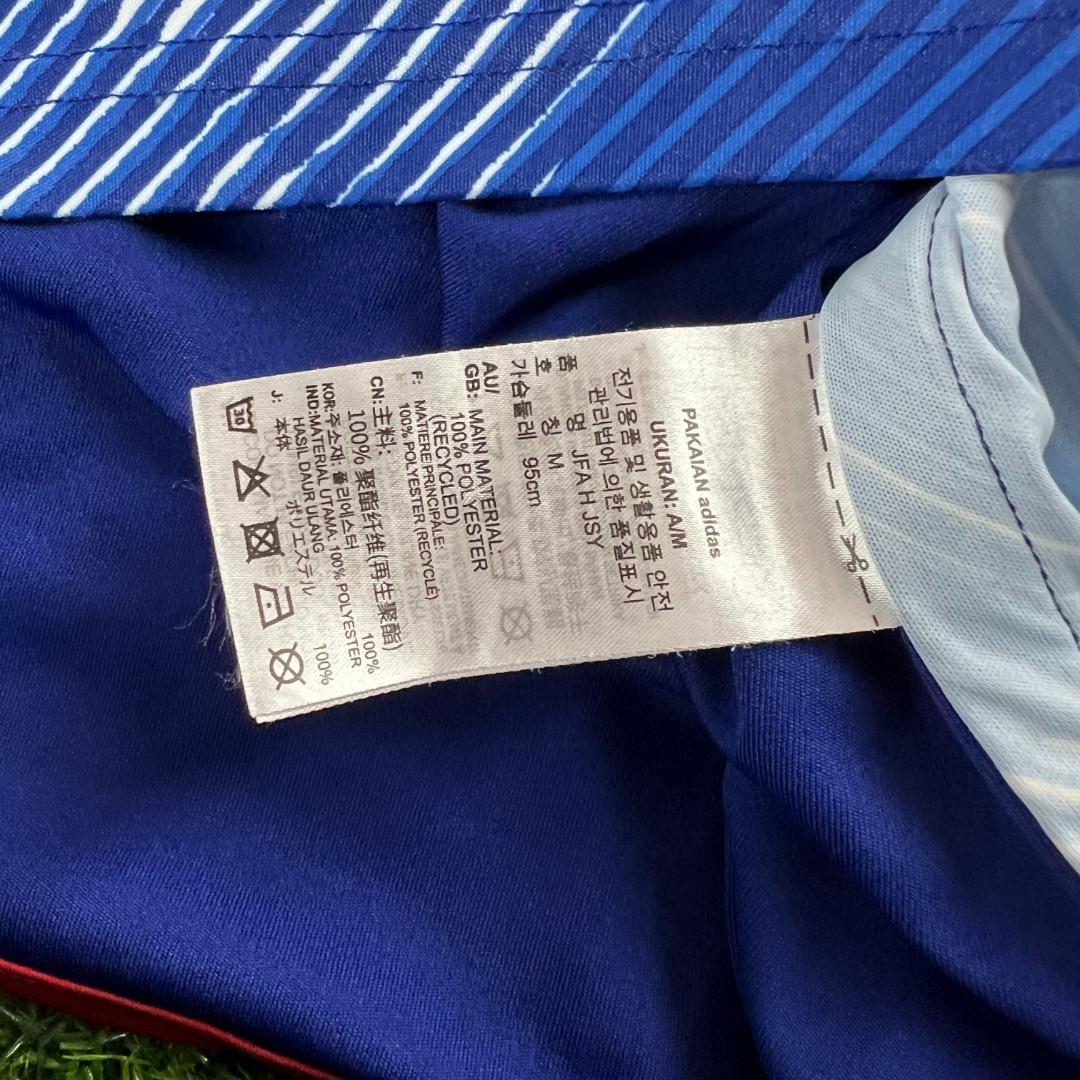 PAKAIAN adidas
UKURAN: A/M
전기용품 및 생활용품 안전
관리법에 의한 품질표시
품 명 JFA H JSY
호 칭 M
가슴둘레 95cm
AU/
GB: MAIN MATERIAL:
100% POLYESTER
(RECYCLED)
F: MATIERE PRINCIPALE:
100% POLYESTER (RECYCLE)
CN: 主料:
100% 聚酯纤维(再生聚酯)
KOR: 주소재: 폴리에스터 100%
IND: MATERIAL UTAMA: 100% POLYESTER
HASIL DAUR ULANG
J: 本体 ポリエステル 100%
30